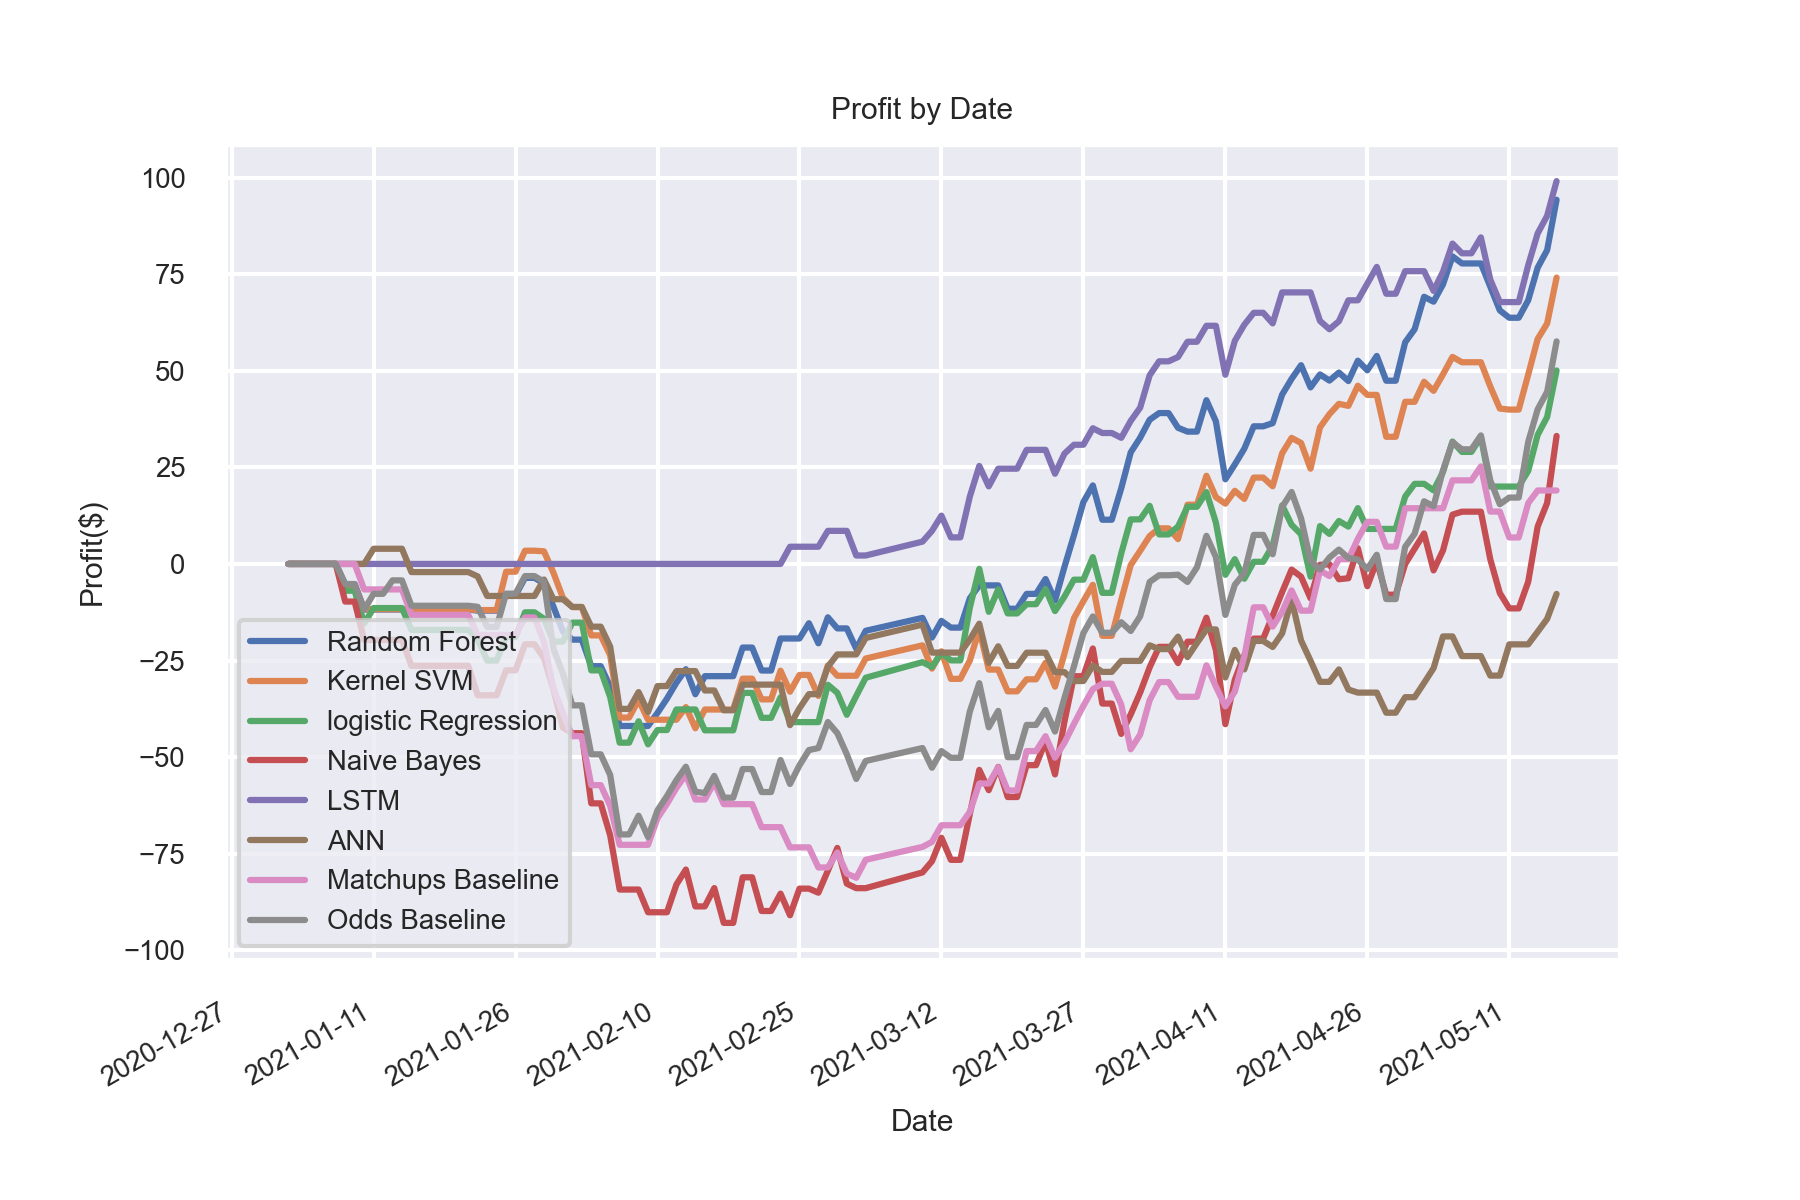 Profit by Date
Profit($)
100
75
50
25
0
−25
−50
−75
−100
Random Forest
Kernel SVM
logistic Regression
Naive Bayes
LSTM
ANN
Matchups Baseline
Odds Baseline
2020-12-27
2021-01-11
2021-01-26
2021-02-10
2021-02-25
2021-03-12
2021-03-27
2021-04-11
2021-04-26
2021-05-11
Date